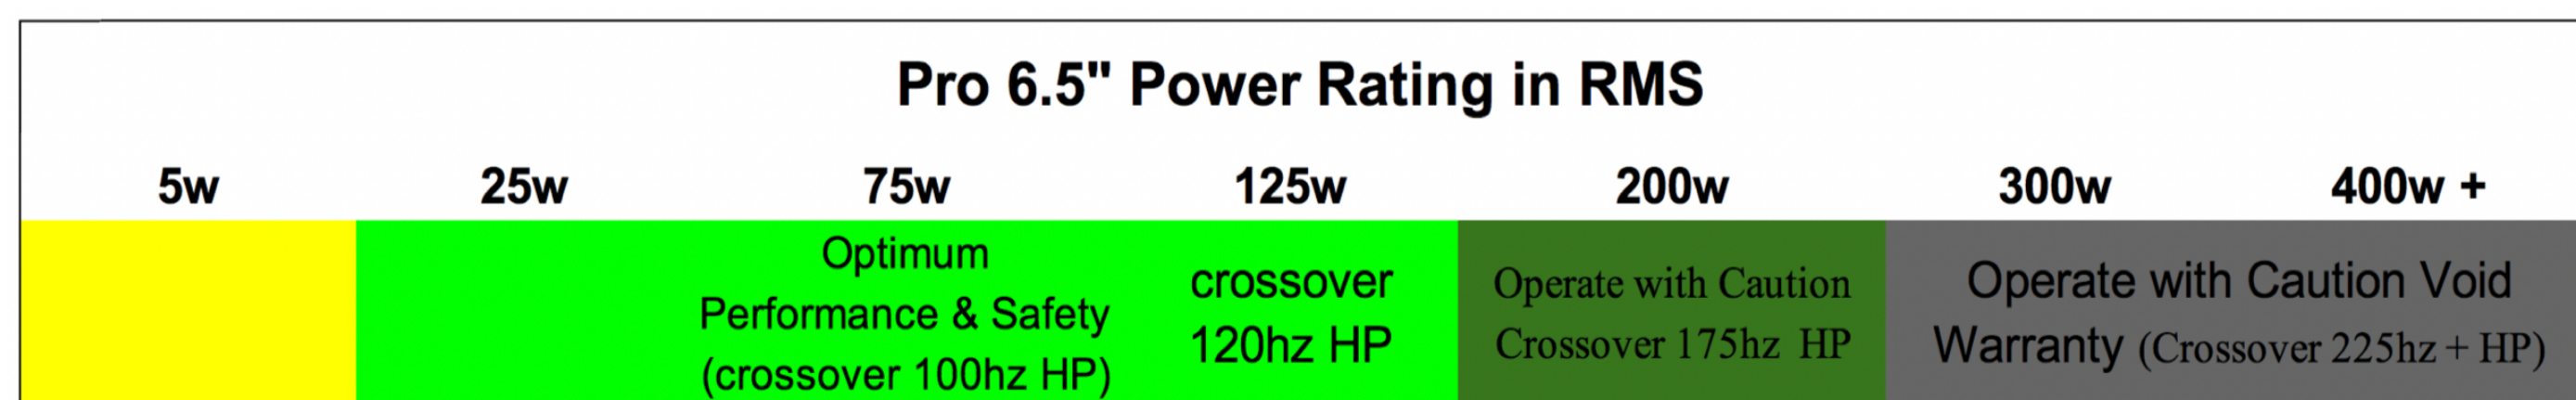 Pro 6.5" Power Rating in RMS
5w 25w 75w 125w 200w 300w 400w +
Optimum
Performance & Safety
(crossover 100hz HP)
crossover
120hz HP
Operate with Caution
Crossover 175hz HP
Operate with Caution Void
Warranty (Crossover 225hz + HP)